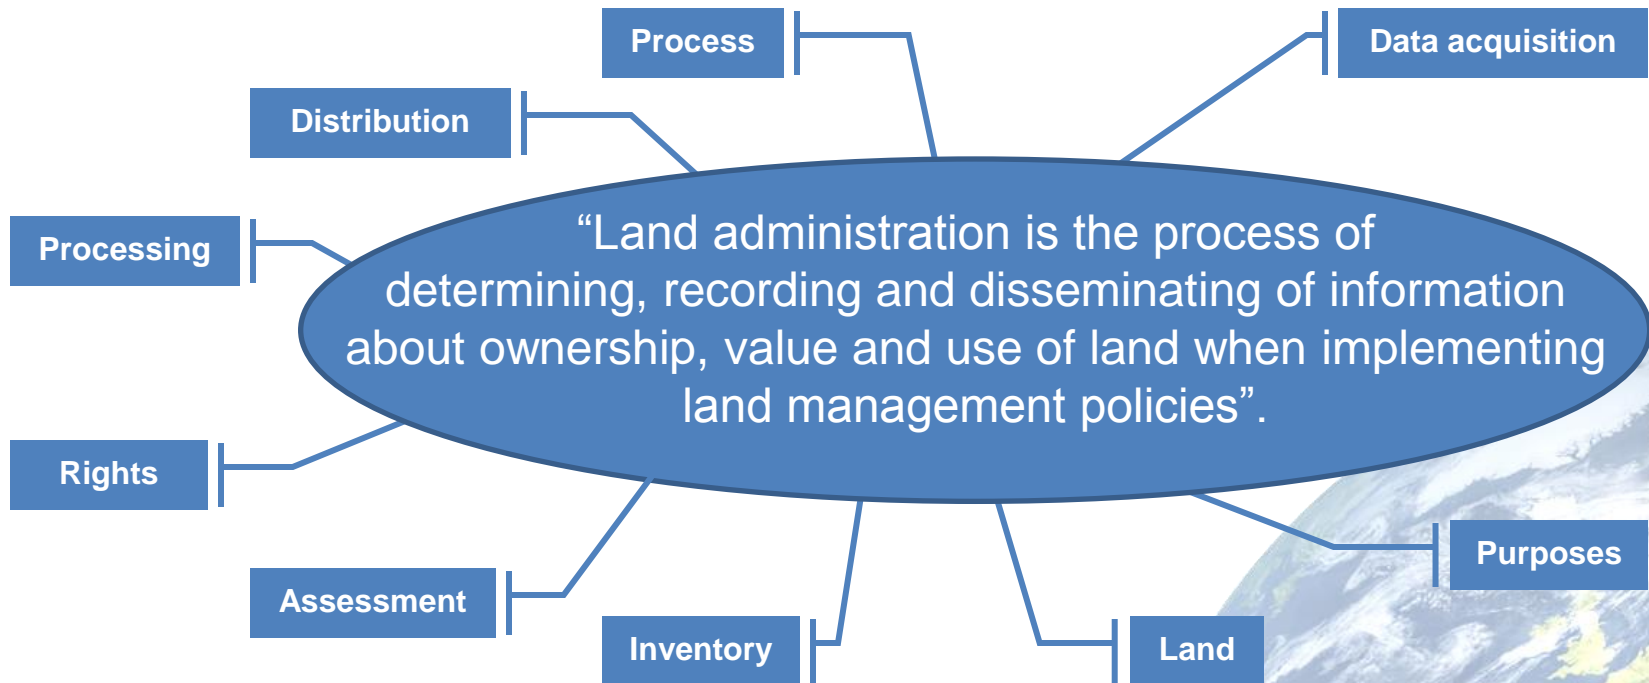 Process
Data acquisition
Distribution
Processing
“Land administration is the process of
determining, recording and disseminating of information
about ownership, value and use of land when implementing
land management policies”.
Rights
Assessment
Inventory
Land
Purposes